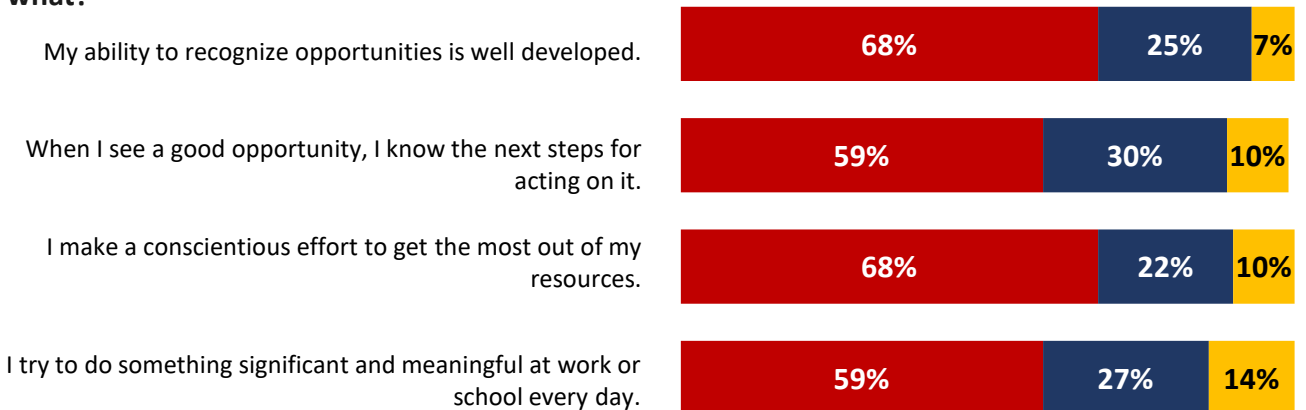 what?
My ability to recognize opportunities is well developed.
68% 25% 7%
When I see a good opportunity, I know the next steps for
acting on it.
59% 30% 10%
I make a conscientious effort to get the most out of my
resources.
68% 22% 10%
I try to do something significant and meaningful at work or
school every day.
59% 27% 14%